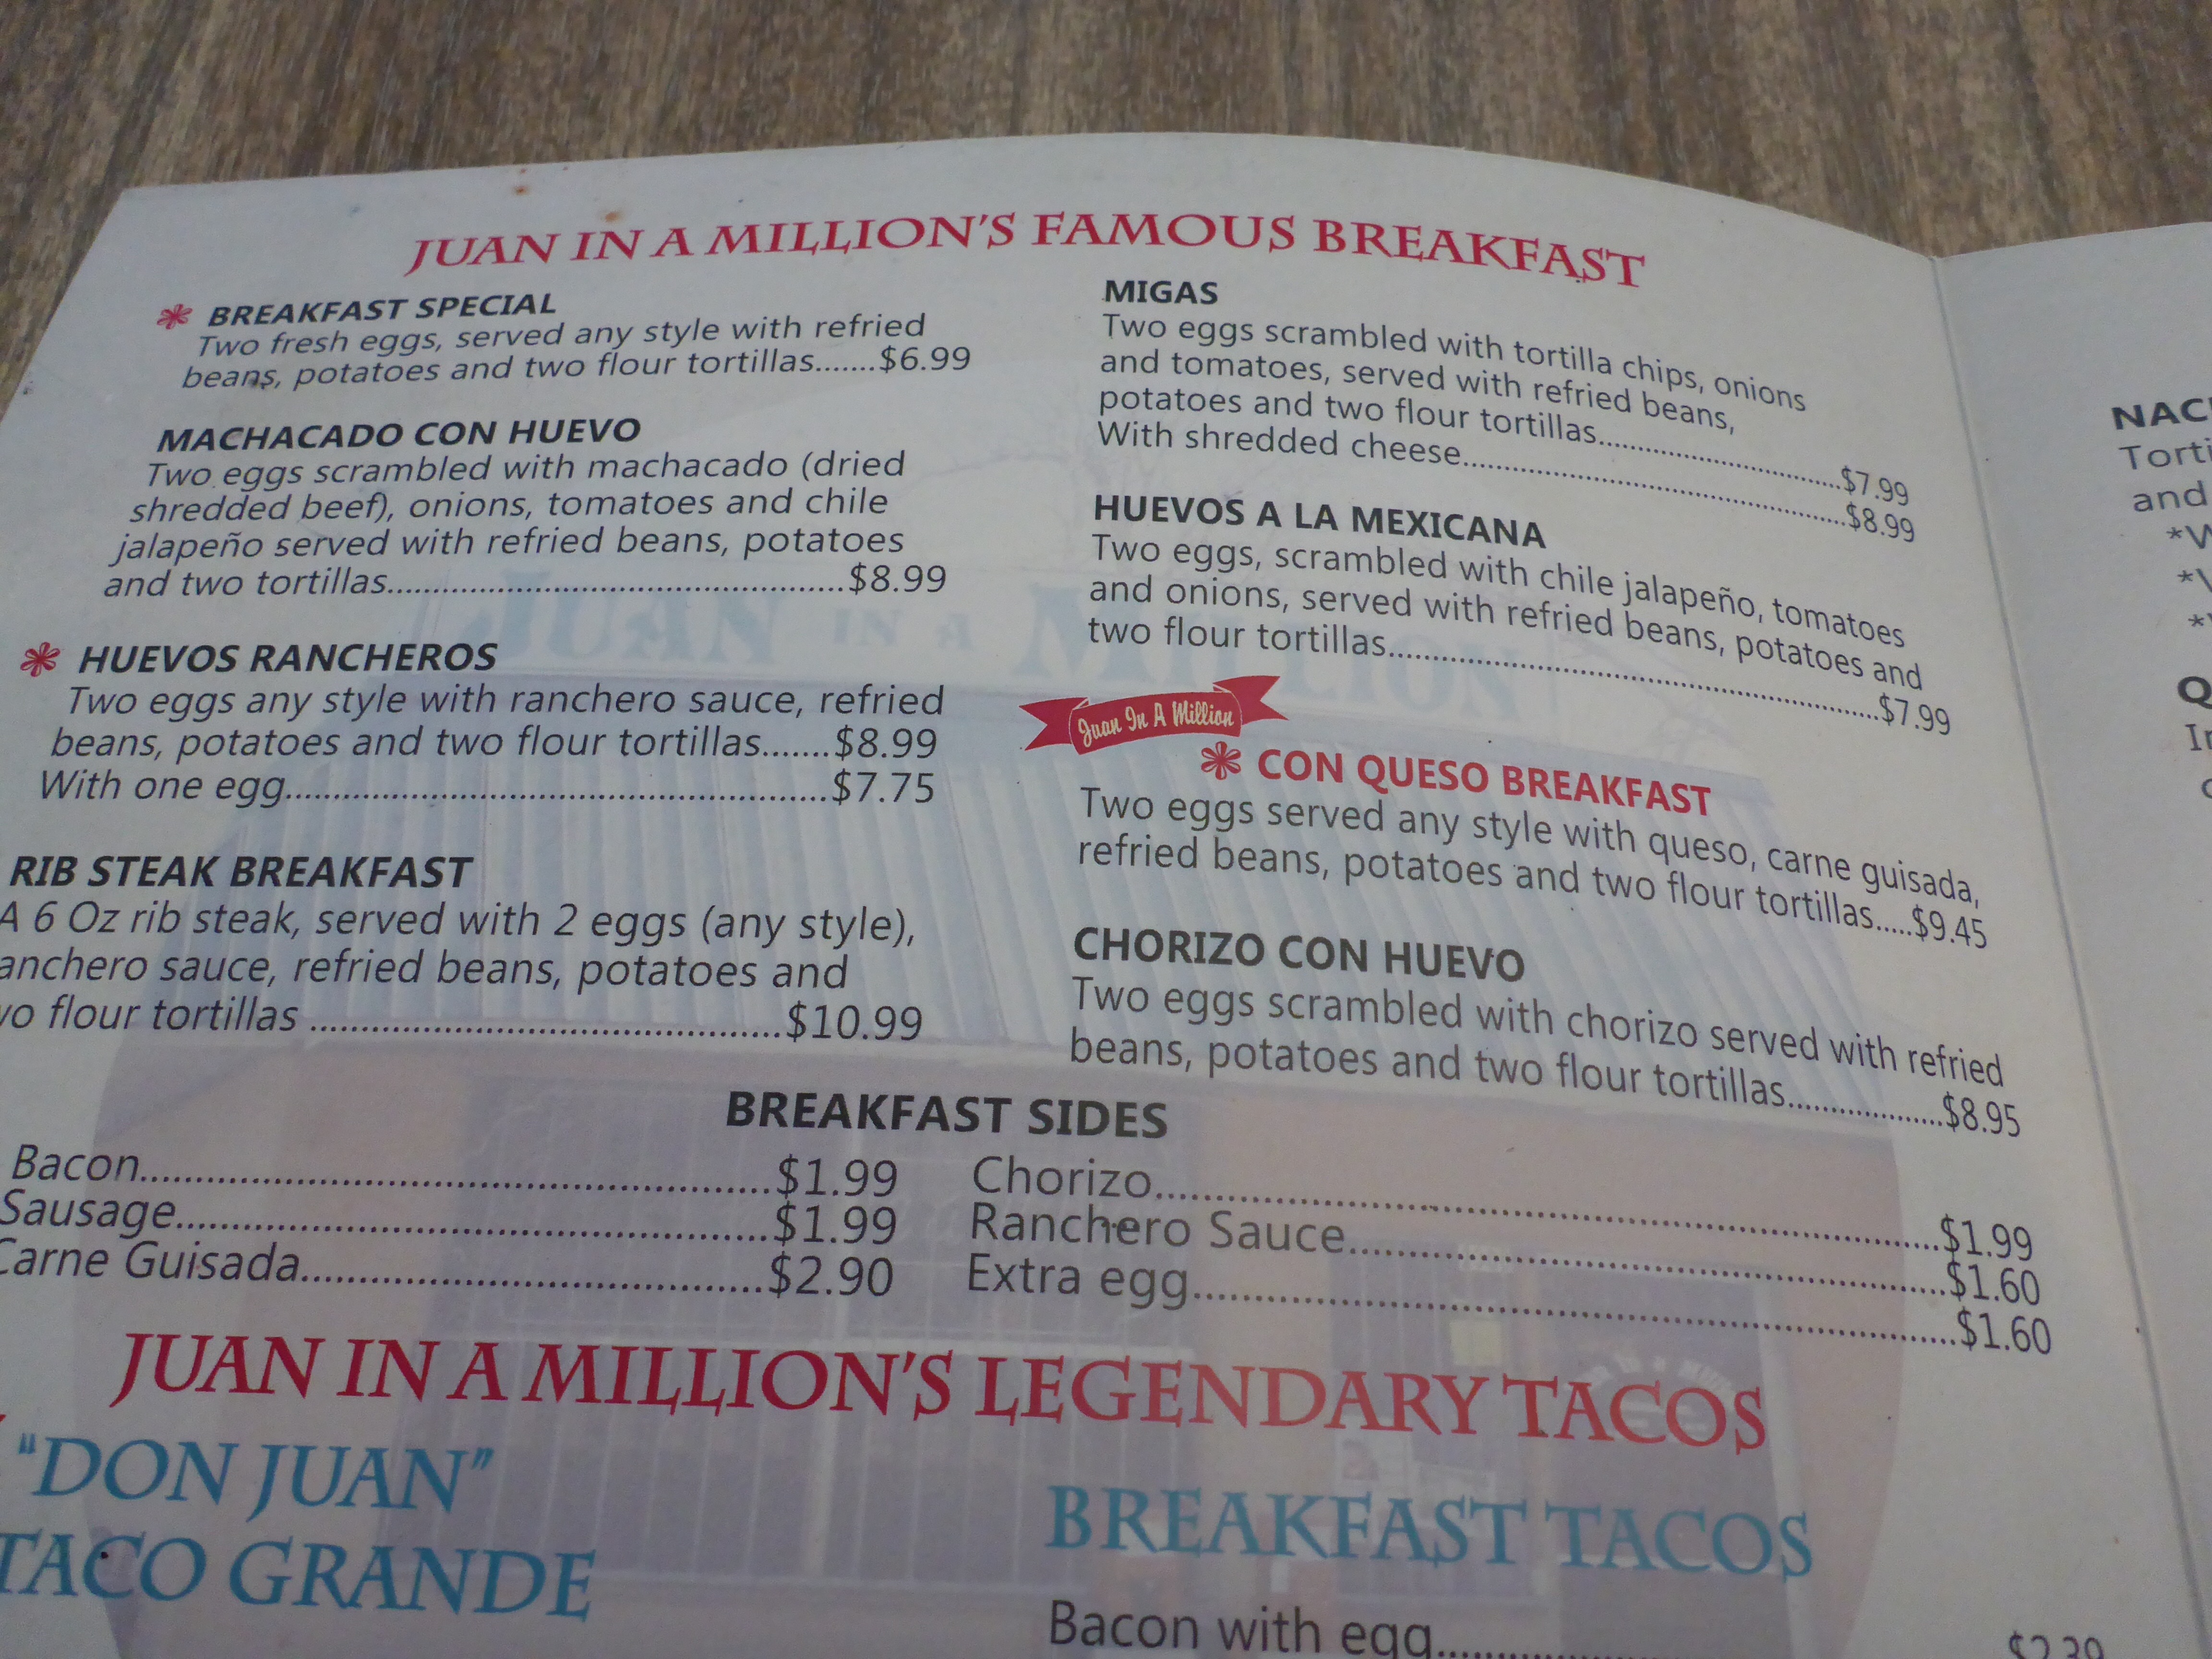 JUAN IN A MILLION'S FAMOUS BREAKFAST
BREAKFAST SPECIAL
Two fresh eggs, served any style with refried
beans, potatoes and two flour tortillas.......$6.99
MACHACADO CON HUEVO
Two eggs scrambled with machacado (dried
shredded beef), onions, tomatoes and chile
jalapeño served with refried beans, potatoes
and two tortillas..................................................$8.99
HUEVOS RANCHEROS
Two eggs any style with ranchero sauce, refried
beans, potatoes and two flour tortillas.......$8.99
With one egg..........................................................$7.75
RIB STEAK BREAKFAST
A 6 Oz rib steak, served with 2 eggs (any style),
anchero sauce, refried beans, potatoes and
wo flour tortillas ..................................................$10.99
MIGAS
Two eggs scrambled with tortilla chips, onions
and tomatoes, served with refried beans,
potatoes and two flour tortillas..............................$7.99
With shredded cheese................................................$8.99
HUEVOS A LA MEXICANA
Two eggs, scrambled with chile jalapeño, tomatoes
and onions, served with refried beans, potatoes and
two flour tortillas........................................................$7.99
Juan In A Million
CON QUESO BREAKFAST
Two eggs served any style with queso, carne guisada,
refried beans, potatoes and two flour tortillas.....$9.45
CHORIZO CON HUEVO
Two eggs scrambled with chorizo served with refried
beans, potatoes and two flour tortillas..................$8.95
BREAKFAST SIDES
Bacon..............................................................$1.99
Sausage...........................................................$1.99
Carne Guisada.............................................$2.90
Chorizo..............................................................................$1.99
Ranchero Sauce............................................................$1.60
Extra egg...........................................................................$1.60
JUAN IN A MILLION'S LEGENDARY TACOS
"DON JUAN"
TACO GRANDE
BREAKFAST TACOS
Bacon with egg....................$2.39
JUAN IN A MILLION
NAC
Torti
and
*W
Q